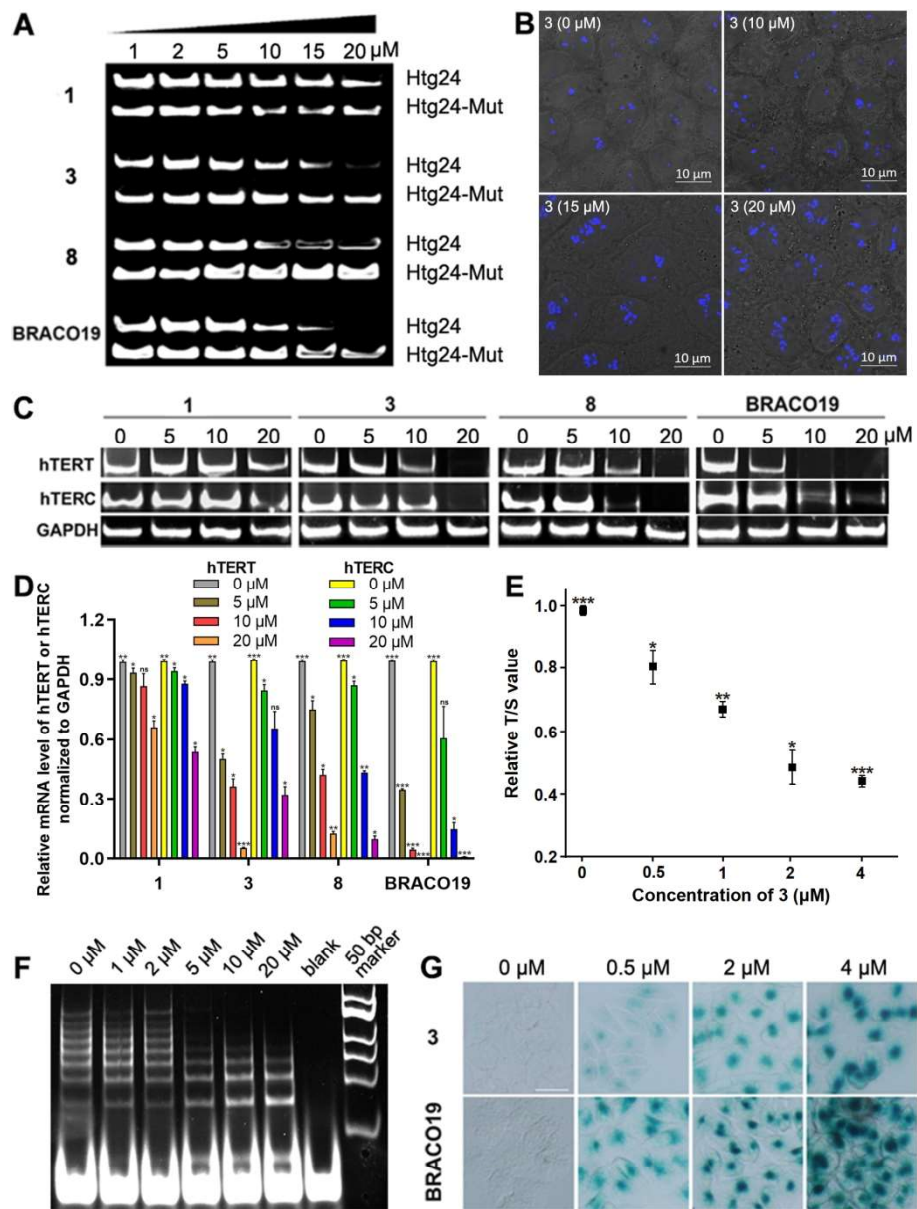 A
1 2 5 10 15 20 µM
1 Htg24
Htg24-Mut
3 Htg24
Htg24-Mut
8 Htg24
Htg24-Mut
BRACO19 Htg24
Htg24-Mut
B
3 (0 µM)
10 µm
3 (10 µM)
10 µm
3 (15 µM)
10 µm
3 (20 µM)
10 µm
C
1 3 8 BRACO19
0 5 10 20 0 5 10 20 0 5 10 20 0 5 10 20 µM
hTERT
hTERC
GAPDH
D
Relative mRNA level of hTERT or hTERC
normalized to GAPDH
hTERT hTERC
0 µM 0 µM
5 µM 5 µM
10 µM 10 µM
20 µM 20 µM
1.2
0.9
0.6
0.3
0.0
** * ns * ** * * *
** * * *** *** * ns *
*** * * ** *** * ** *
*** *** *** *** *** ns * ***
1 3 8 BRACO19
E
Relative T/S value
1.0
0.8
0.6
0.4
0.2
*** * ** * ***
0 0.5 1 2 4
Concentration of 3 (µM)
F
0 µM 1 µM 2 µM 5 µM 10 µM 20 µM blank 50 bp
marker
G
0 µM 0.5 µM 2 µM 4 µM
3
BRACO19